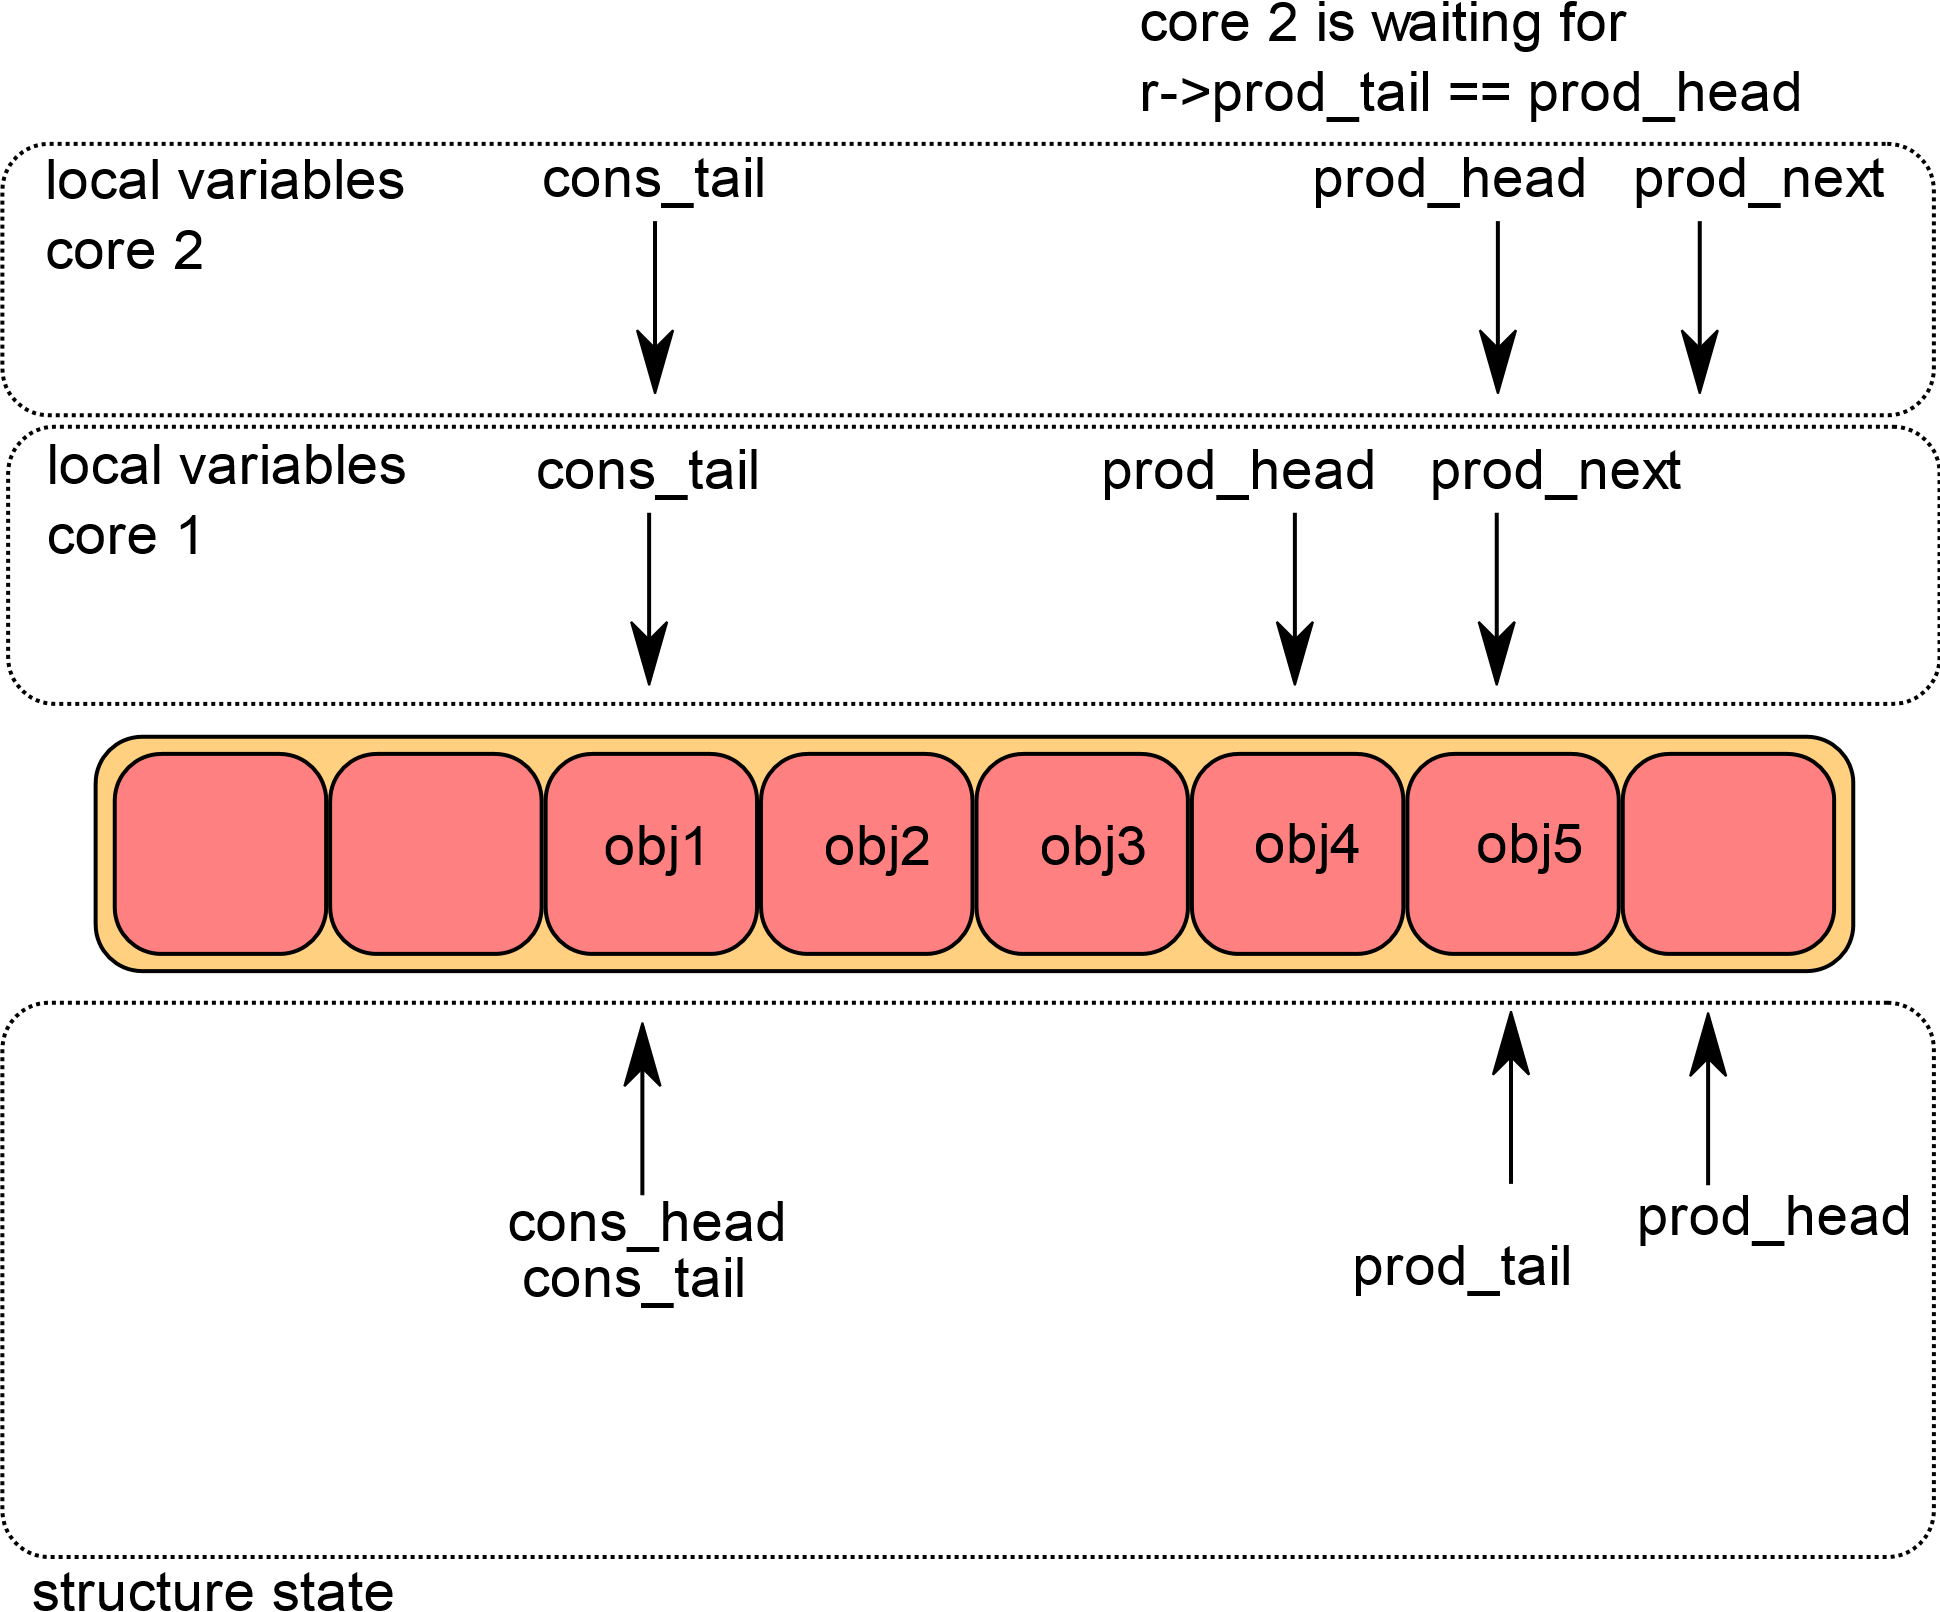 core 2 is waiting for
r->prod_tail == prod_head
local variables
core 2
cons_tail
prod_head
prod_next
local variables
core 1
cons_tail
prod_head
prod_next
obj1
obj2
obj3
obj4
obj5
cons_head
cons_tail
prod_tail
prod_head
structure state